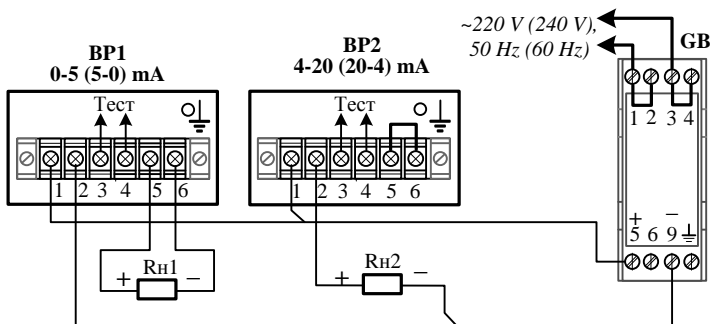 ~220 V (240 V),
50 Hz (60 Hz)
GB
BP1
0-5 (5-0) mA
BP2
4-20 (20-4) mA
Тест
Тест
1 2 3 4
1 2 3 4 5 6
1 2 3 4 5 6
+ −
5 6 9
+ Rн1 −
+ Rн2 −